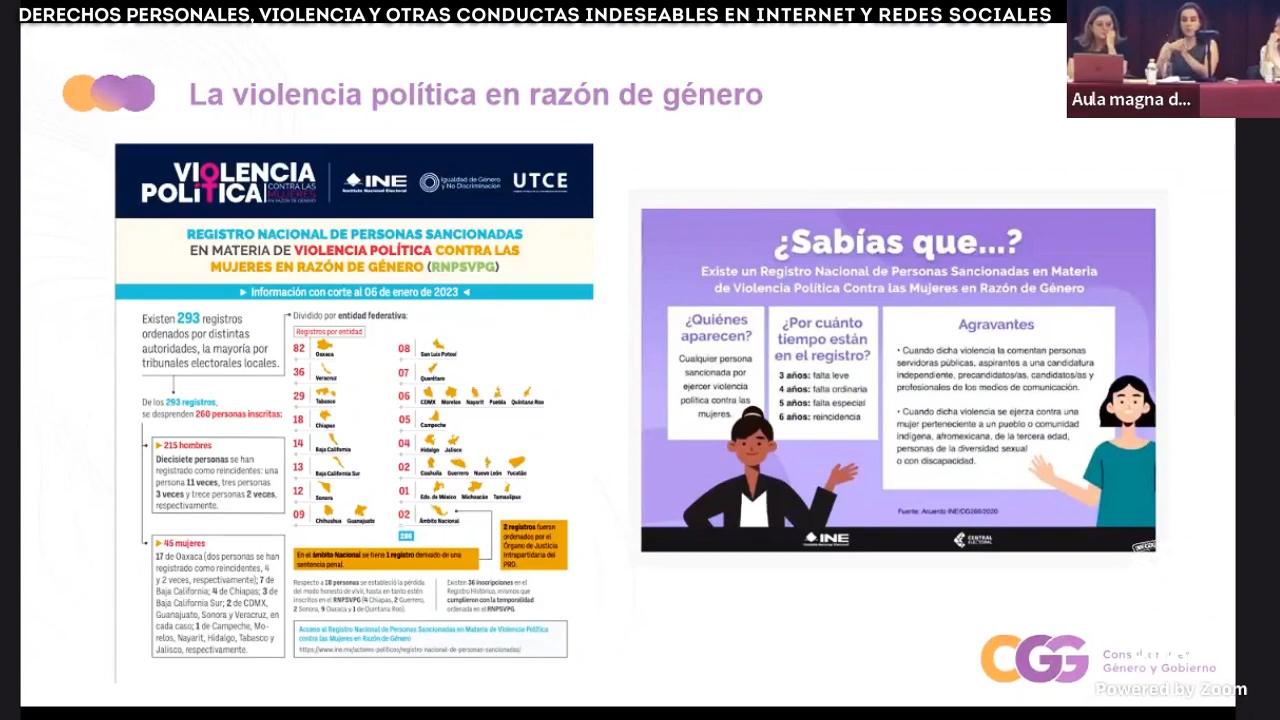 DERECHOS PERSONALES, VIOLENCIA Y OTRAS CONDUCTAS INDESEABLES EN INTERNET Y REDES SOCIALES
Aula magna d...
La violencia política en razón de género
VIOLENCIA
POLÍTICA
CONTRA LAS
MUJERES
EN RAZÓN DE GÉNERO
INE
Instituto Nacional Electoral
Igualdad de Género
y No Discriminación
UTCE
REGISTRO NACIONAL DE PERSONAS SANCIONADAS
EN MATERIA DE VIOLENCIA POLÍTICA CONTRA LAS
MUJERES EN RAZÓN DE GÉNERO (RNPSVPG)
Información con corte al 06 de enero de 2023
Existen 293 registros
ordenados por distintas
autoridades, la mayoría por
tribunales electorales locales.
De los 293 registros,
se desprenden 260 personas inscritas:
215 hombres
Diecisiete personas se han
registrado como reincidentes: una
persona 11 veces, tres personas
3 veces y trece personas 2 veces,
respectivamente.
45 mujeres
17 de Oaxaca (dos personas se han
registrado como reincidentes, 4
y 2 veces, respectivamente); 7 de
Baja California; 4 de Chiapas; 3 de
Baja California Sur; 2 de CDMX,
Guanajuato, Sonora y Veracruz, en
cada caso; 1 de Campeche, Mo-
relos, Nayarit, Hidalgo, Tabasco y
Jalisco, respectivamente.
Dividido por entidad federativa:
Registros por entidad
82 Oaxaca
36 Veracruz
29 Tabasco
18 Chiapas
14 Baja California
13 Baja California Sur
12 Sonora
09 Chihuahua Guanajuato
08 San Luis Potosí
07 Querétaro
06 CDMX Morelos Nayarit Puebla Quintana Roo
05 Campeche
04 Hidalgo Jalisco
02 Coahuila Guerrero Nuevo León Yucatán
01 Edo. de México Michoacán Tamaulipas
02 Ámbito Nacional
En el ámbito Nacional se tiene 1 registro derivado de una
sentencia penal.
2 registros fueron
ordenados por el
Órgano de Justicia
Intrapartidaria del
PRD.
Respecto a 18 personas se estableció la pérdida
del modo honesto de vivir, hasta en tanto estén
inscritos en el RNPSVPG (4 Chiapas, 2 Guerrero,
2 Sonora, 9 Oaxaca y 1 de Quintana Roo).
Existen 36 inscripciones en el
Registro Histórico, mismos que
cumplieron con la temporalidad
ordenada en el RNPSVPG.
Acceso al Registro Nacional de Personas Sancionadas en Materia de Violencia Política
contra las Mujeres en Razón de Género
https://www.ine.mx/actores-politicos/registro-nacional-de-personas-sancionadas/
¿Sabías que...?
Existe un Registro Nacional de Personas Sancionadas en Materia
de Violencia Política Contra las Mujeres en Razón de Género
¿Quiénes
aparecen?
Cualquier persona
sancionada por
ejercer violencia
política contra las
mujeres.
¿Por cuánto
tiempo están
en el registro?
3 años: falta leve
4 años: falta ordinaria
5 años: falta especial
6 años: reincidencia
Agravantes
• Cuando dicha violencia la comentan personas
servidoras públicas, aspirantes a una candidatura
independiente, precandidatos/as, candidatos/as y
profesionales de los medios de comunicación.
• Cuando dicha violencia se ejerza contra una
mujer perteneciente a un pueblo o comunidad
indígena, afromexicana, de la tercera edad,
personas de la diversidad sexual
o con discapacidad.
Fuente: Acuerdo INE/CG269/2020
INE
Instituto Nacional Electoral
CENTRAL
ELECTORAL
CGG
Género y Gobierno
Powered by Zoom